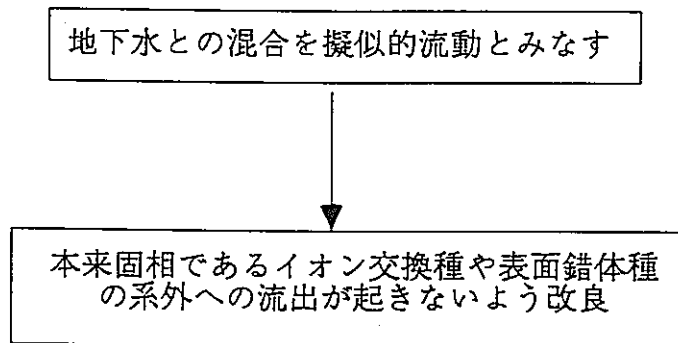 地下水との混合を擬似的流動とみなす
本来固相であるイオン交換種や表面錯体種
の系外への流出が起きないよう改良